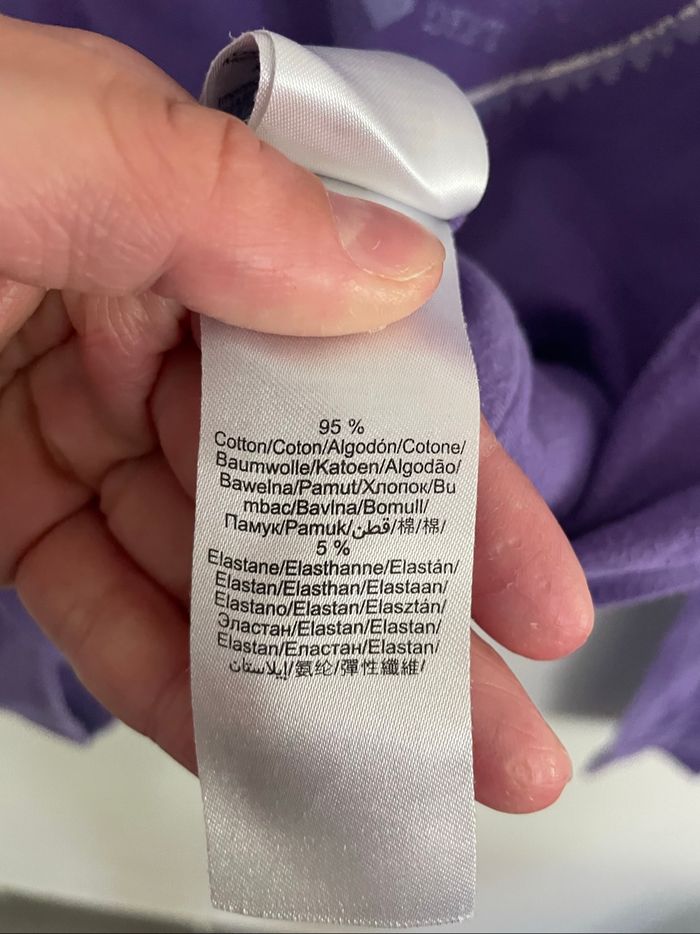 95 %
Cotton/Coton/Algodón/Cotone/
Baumwolle/Katoen/Algodão/
Bawełna/Pamut/Хлопок/Bu
mbac/Bavlna/Bomull/
Памук/Pamuk/قطن/棉/棉/
5 %
Elastane/Elasthanne/Elastán/
Elastan/Elasthan/Elastaan/
Elastano/Elastan/Elasztán/
Эластан/Elastan/Elastan/
Elastan/Еластан/Elastan/
إيلاستان/氨纶/彈性纖維/